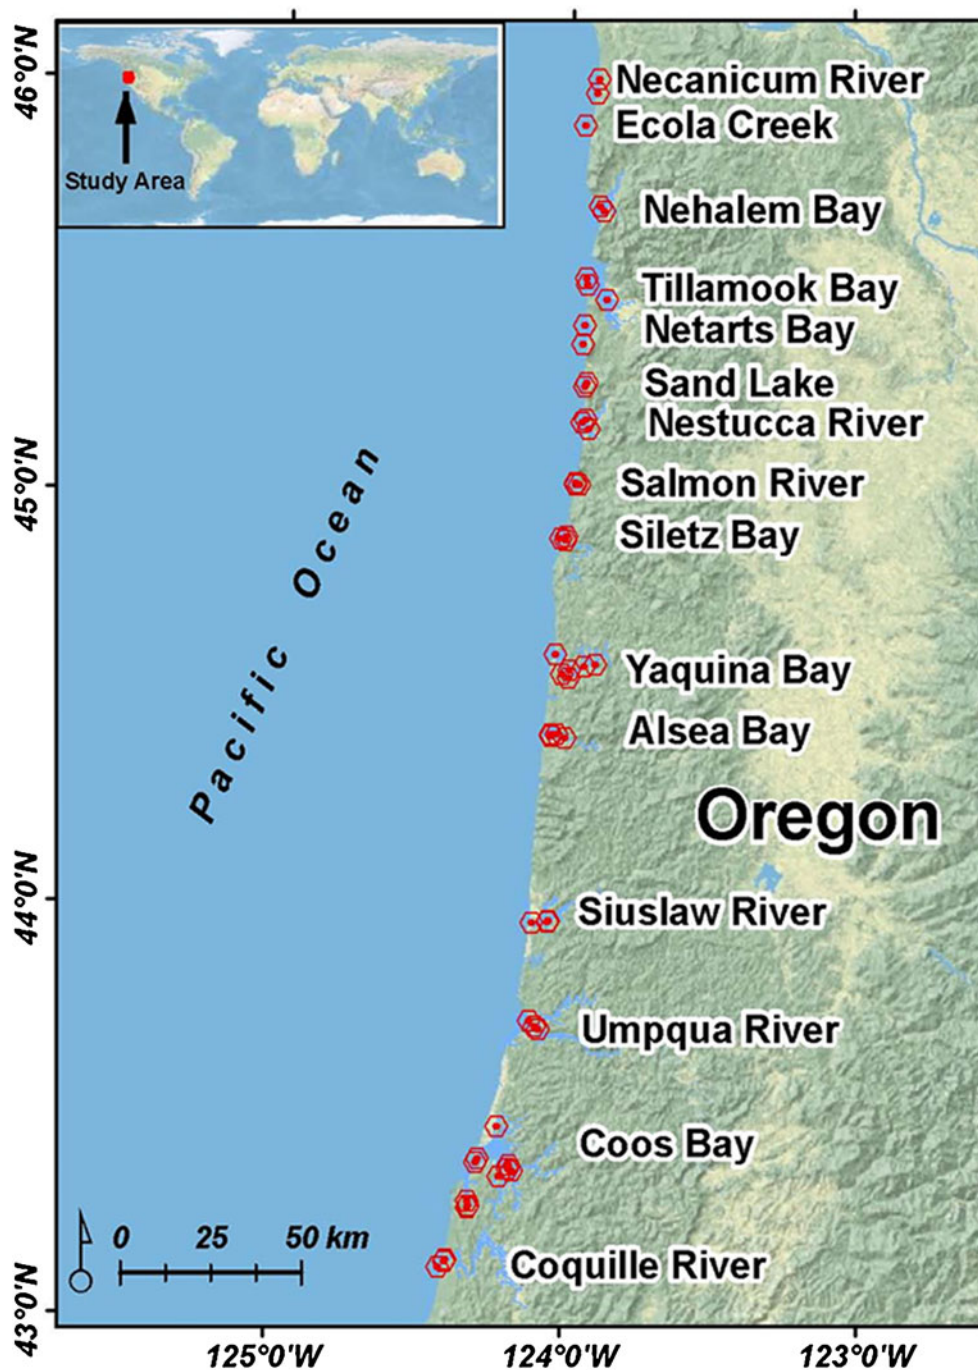 46°0'N
Study Area
Necanicum River
Ecola Creek
Nehalem Bay
Tillamook Bay
Netarts Bay
Sand Lake
Nestucca River
45°0'N
Salmon River
Siletz Bay
Pacific Ocean
Yaquina Bay
Alsea Bay
Oregon
44°0'N
Siuslaw River
Umpqua River
Coos Bay
0 25 50 km
Coquille River
43°0'N
125°0'W 124°0'W 123°0'W